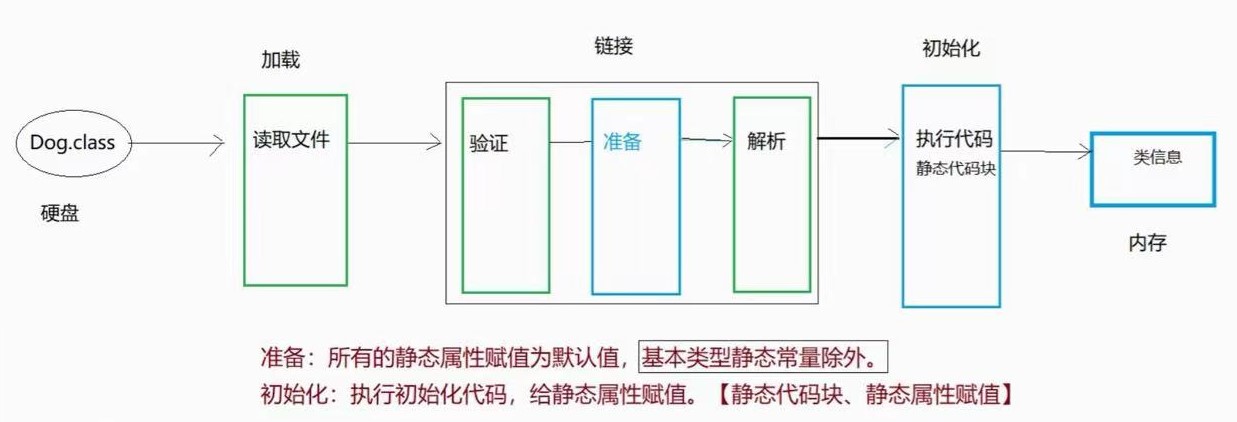 加载
链接
初始化
Dog.class
读取文件
验证
准备
解析
执行代码
静态代码块
类信息
硬盘
内存
准备：所有的静态属性赋值为默认值，基本类型静态常量除外。
初始化：执行初始化代码，给静态属性赋值。【静态代码块、静态属性赋值】